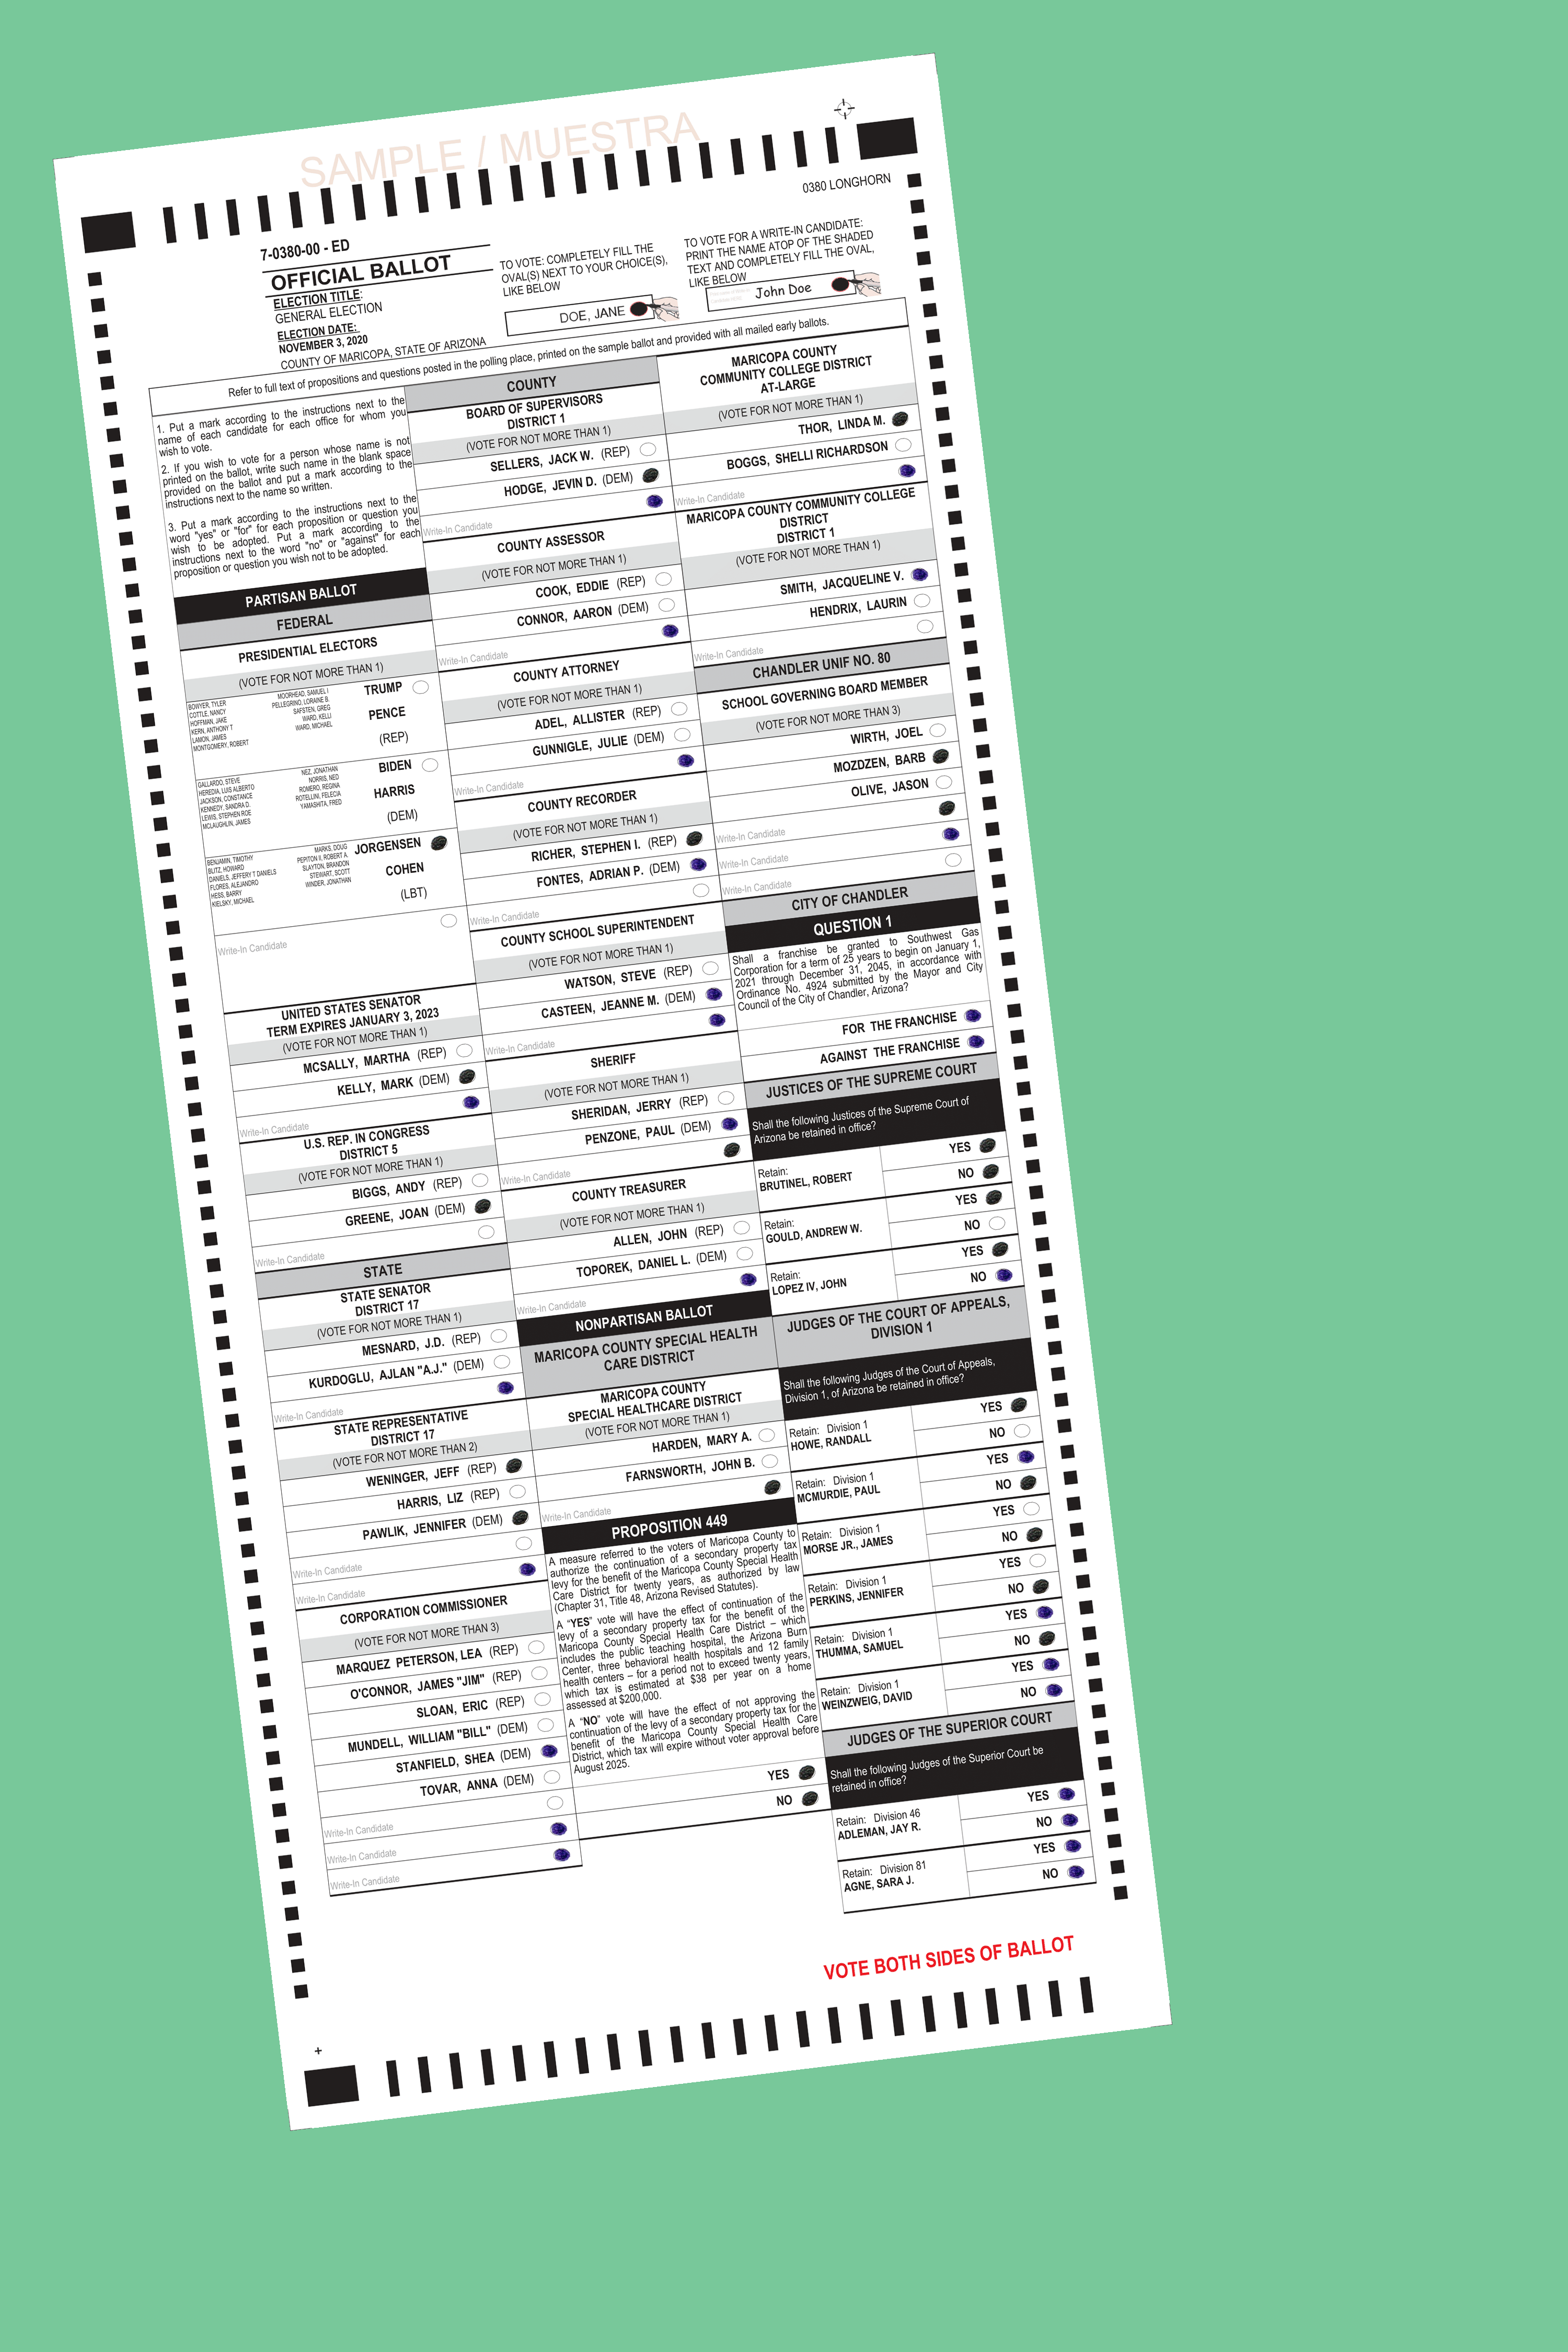 SAMPLE / MUESTRA
0380 LONGHORN
7-0380-00 - ED
OFFICIAL BALLOT
ELECTION TITLE:
GENERAL ELECTION
ELECTION DATE:
NOVEMBER 3, 2020
COUNTY OF MARICOPA, STATE OF ARIZONA
TO VOTE: COMPLETELY FILL THE
OVAL(S) NEXT TO YOUR CHOICE(S),
LIKE BELOW
DOE, JANE
TO VOTE FOR A WRITE-IN CANDIDATE:
PRINT THE NAME ATOP OF THE SHADED
TEXT AND COMPLETELY FILL THE OVAL,
LIKE BELOW
John Doe
Refer to full text of propositions and questions posted in the polling place, printed on the sample ballot and provided with all mailed early ballots.
1. Put a mark according to the instructions next to the
name of each candidate for each office for whom you
wish to vote.
2. If you wish to vote for a person whose name is not
printed on the ballot, write such name in the blank space
provided on the ballot and put a mark according to the
instructions next to the name so written.
3. Put a mark according to the instructions next to the
word "yes" or "for" for each proposition or question you
wish to be adopted. Put a mark according to the
instructions next to the word "no" or "against" for each
proposition or question you wish not to be adopted.
PARTISAN BALLOT
FEDERAL
PRESIDENTIAL ELECTORS
(VOTE FOR NOT MORE THAN 1)
BOWYER, TYLER
COTTLE, NANCY
HOFFMAN, JAKE
KERN, ANTHONY T
LAMON, JAMES
MONTGOMERY, ROBERT
MOORHEAD, SAMUEL I
PELLEGRINO, LORAINE B.
SAFSTEN, GREG
WARD, KELLI
WARD, MICHAEL
TRUMP
PENCE
(REP)
GALLARDO, STEVE
HEREDIA, LUIS ALBERTO
JACKSON, CONSTANCE
KENNEDY, SANDRA D.
LEWIS, STEPHEN ROE
MCLAUGHLIN, JAMES
NEZ, JONATHAN
NORRIS, NED
ROMERO, REGINA
ROTELLINI, FELECIA
YAMASHITA, FRED
BIDEN
HARRIS
(DEM)
BENJAMIN, TIMOTHY
BLITZ, HOWARD
DANIELS, JEFFERY T DANIELS
FLORES, ALEJANDRO
HESS, BARRY
KIELSKY, MICHAEL
MARKS, DOUG
PEPITON II, ROBERT A.
SLAYTON, BRANDON
STEWART, SCOTT
WINDER, JONATHAN
JORGENSEN
COHEN
(LBT)
Write-In Candidate
UNITED STATES SENATOR
TERM EXPIRES JANUARY 3, 2023
(VOTE FOR NOT MORE THAN 1)
MCSALLY, MARTHA (REP)
KELLY, MARK (DEM)
Write-In Candidate
U.S. REP. IN CONGRESS
DISTRICT 5
(VOTE FOR NOT MORE THAN 1)
BIGGS, ANDY (REP)
GREENE, JOAN (DEM)
Write-In Candidate
STATE
STATE SENATOR
DISTRICT 17
(VOTE FOR NOT MORE THAN 1)
MESNARD, J.D. (REP)
KURDOGLU, AJLAN "A.J." (DEM)
Write-In Candidate
STATE REPRESENTATIVE
DISTRICT 17
(VOTE FOR NOT MORE THAN 2)
WENINGER, JEFF (REP)
HARRIS, LIZ (REP)
PAWLIK, JENNIFER (DEM)
Write-In Candidate
Write-In Candidate
CORPORATION COMMISSIONER
(VOTE FOR NOT MORE THAN 3)
MARQUEZ PETERSON, LEA (REP)
O'CONNOR, JAMES "JIM" (REP)
SLOAN, ERIC (REP)
MUNDELL, WILLIAM "BILL" (DEM)
STANFIELD, SHEA (DEM)
TOVAR, ANNA (DEM)
Write-In Candidate
Write-In Candidate
Write-In Candidate
COUNTY
BOARD OF SUPERVISORS
DISTRICT 1
(VOTE FOR NOT MORE THAN 1)
SELLERS, JACK W. (REP)
HODGE, JEVIN D. (DEM)
Write-In Candidate
COUNTY ASSESSOR
(VOTE FOR NOT MORE THAN 1)
COOK, EDDIE (REP)
CONNOR, AARON (DEM)
Write-In Candidate
COUNTY ATTORNEY
(VOTE FOR NOT MORE THAN 1)
ADEL, ALLISTER (REP)
GUNNIGLE, JULIE (DEM)
Write-In Candidate
COUNTY RECORDER
(VOTE FOR NOT MORE THAN 1)
RICHER, STEPHEN I. (REP)
FONTES, ADRIAN P. (DEM)
Write-In Candidate
COUNTY SCHOOL SUPERINTENDENT
(VOTE FOR NOT MORE THAN 1)
WATSON, STEVE (REP)
CASTEEN, JEANNE M. (DEM)
Write-In Candidate
SHERIFF
(VOTE FOR NOT MORE THAN 1)
SHERIDAN, JERRY (REP)
PENZONE, PAUL (DEM)
Write-In Candidate
COUNTY TREASURER
(VOTE FOR NOT MORE THAN 1)
ALLEN, JOHN (REP)
TOPOREK, DANIEL L. (DEM)
Write-In Candidate
NONPARTISAN BALLOT
MARICOPA COUNTY SPECIAL HEALTH
CARE DISTRICT
MARICOPA COUNTY
SPECIAL HEALTHCARE DISTRICT
(VOTE FOR NOT MORE THAN 1)
HARDEN, MARY A.
FARNSWORTH, JOHN B.
Write-In Candidate
PROPOSITION 449
A measure referred to the voters of Maricopa County to
authorize the continuation of a secondary property tax
levy for the benefit of the Maricopa County Special Health
Care District for twenty years, as authorized by law
(Chapter 31, Title 48, Arizona Revised Statutes).
A “YES” vote will have the effect of continuation of the
levy of a secondary property tax for the benefit of the
Maricopa County Special Health Care District – which
includes the public teaching hospital, the Arizona Burn
Center, three behavioral health hospitals and 12 family
health centers – for a period not to exceed twenty years,
which tax is estimated at $38 per year on a home
assessed at $200,000.
A “NO” vote will have the effect of not approving the
continuation of the levy of a secondary property tax for the
benefit of the Maricopa County Special Health Care
District, which tax will expire without voter approval before
August 2025.
YES
NO
MARICOPA COUNTY
COMMUNITY COLLEGE DISTRICT
AT-LARGE
(VOTE FOR NOT MORE THAN 1)
THOR, LINDA M.
BOGGS, SHELLI RICHARDSON
Write-In Candidate
MARICOPA COUNTY COMMUNITY COLLEGE
DISTRICT
DISTRICT 1
(VOTE FOR NOT MORE THAN 1)
SMITH, JACQUELINE V.
HENDRIX, LAURIN
Write-In Candidate
CHANDLER UNIF NO. 80
SCHOOL GOVERNING BOARD MEMBER
(VOTE FOR NOT MORE THAN 3)
WIRTH, JOEL
MOZDZEN, BARB
OLIVE, JASON
Write-In Candidate
Write-In Candidate
Write-In Candidate
CITY OF CHANDLER
QUESTION 1
Shall a franchise be granted to Southwest Gas
Corporation for a term of 25 years to begin on January 1,
2021 through December 31, 2045, in accordance with
Ordinance No. 4924 submitted by the Mayor and City
Council of the City of Chandler, Arizona?
FOR THE FRANCHISE
AGAINST THE FRANCHISE
JUSTICES OF THE SUPREME COURT
Shall the following Justices of the Supreme Court of
Arizona be retained in office?
Retain:
BRUTINEL, ROBERT
YES
NO
Retain:
GOULD, ANDREW W.
YES
NO
Retain:
LOPEZ IV, JOHN
YES
NO
JUDGES OF THE COURT OF APPEALS,
DIVISION 1
Shall the following Judges of the Court of Appeals,
Division 1, of Arizona be retained in office?
Retain: Division 1
HOWE, RANDALL
YES
NO
Retain: Division 1
MCMURDIE, PAUL
YES
NO
Retain: Division 1
MORSE JR., JAMES
YES
NO
Retain: Division 1
PERKINS, JENNIFER
YES
NO
Retain: Division 1
THUMMA, SAMUEL
YES
NO
Retain: Division 1
WEINZWEIG, DAVID
YES
NO
JUDGES OF THE SUPERIOR COURT
Shall the following Judges of the Superior Court be
retained in office?
Retain: Division 46
ADLEMAN, JAY R.
YES
NO
Retain: Division 81
AGNE, SARA J.
YES
NO
VOTE BOTH SIDES OF BALLOT